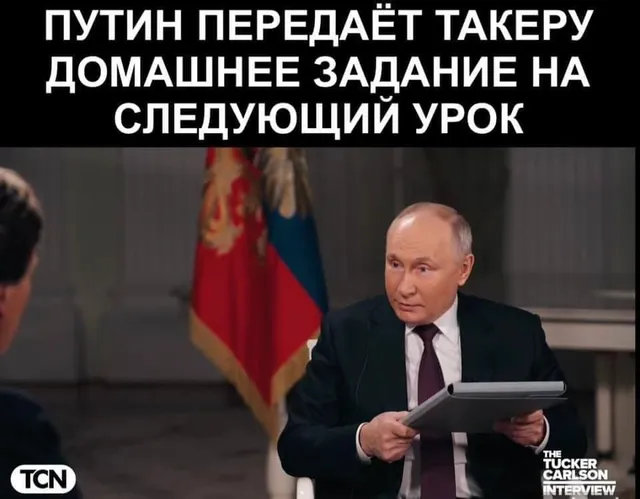 ПУТИН ПЕРЕДАЁТ ТАКЕРУ
ДОМАШНЕЕ ЗАДАНИЕ НА
СЛЕДУЮЩИЙ УРОК
TCN
THE
TUCKER
CARLSON
INTERVIEW